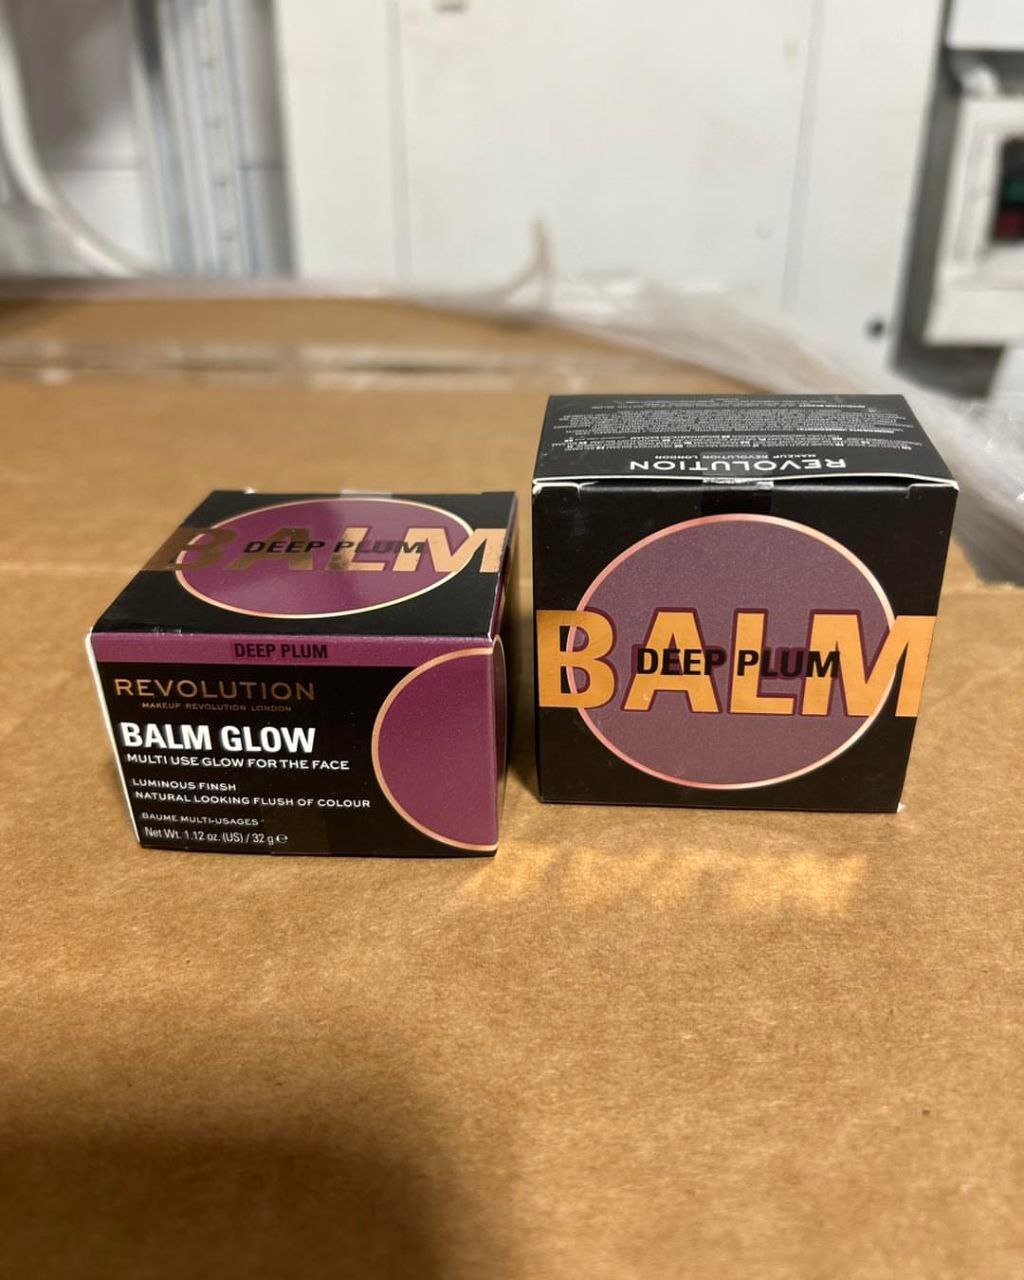 BALM
DEEP PLUM
DEEP PLUM
REVOLUTION
MAKEUP REVOLUTION LONDON
BALM GLOW
MULTI USE GLOW FOR THE FACE
LUMINOUS FINSH
NATURAL LOOKING FLUSH OF COLOUR
BAUME MULTI-USAGES
Net Wt. 1.12 oz. (US) / 32 g ℮
REVOLUTION
MAKEUP REVOLUTION LONDON
BALM
DEEP PLUM